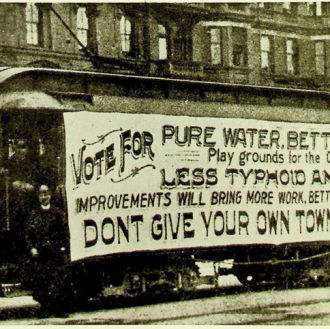 VOTE FOR
PURE WATER, BETT
Play grounds for the C
LESS TYPHOID AN
IMPROVEMENTS WILL BRING MORE WORK, BETT
DONT GIVE YOUR OWN TOWN